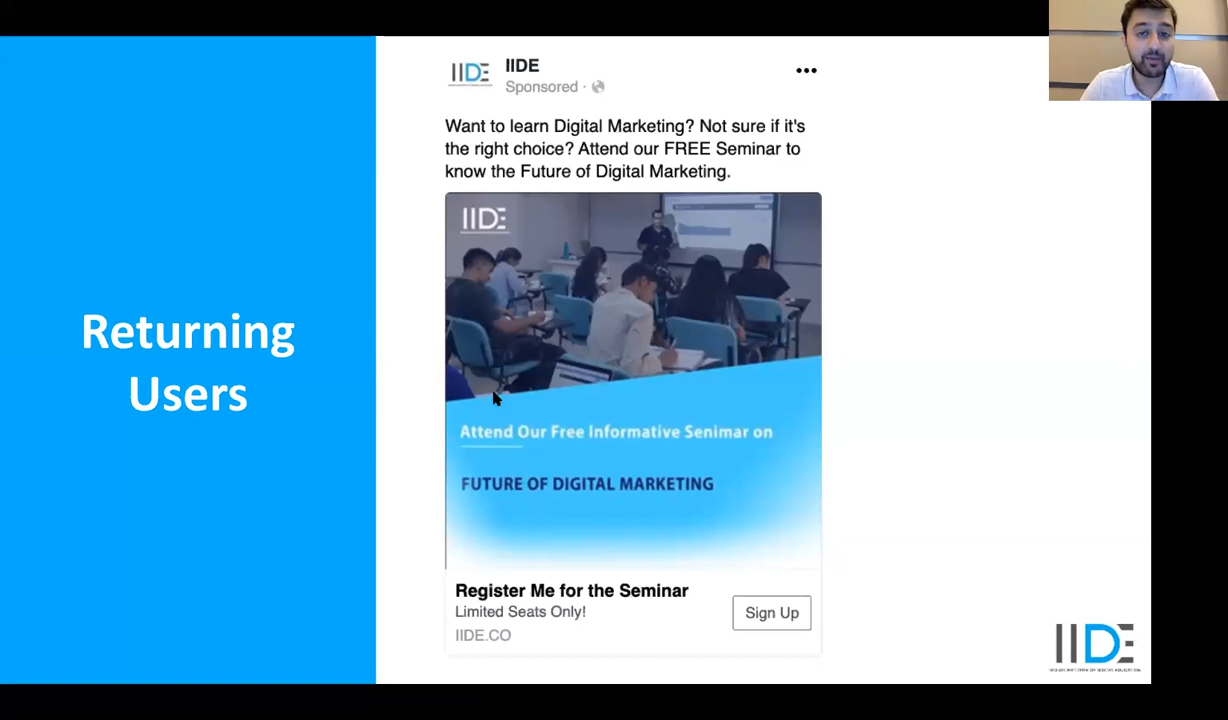 Returning
Users
IIDE
IIDE
Sponsored ·
Want to learn Digital Marketing? Not sure if it's
the right choice? Attend our FREE Seminar to
know the Future of Digital Marketing.
IIDE
Attend Our Free Informative Senimar on
FUTURE OF DIGITAL MARKETING
Register Me for the Seminar
Limited Seats Only!
IIDE.CO
Sign Up
IIDE